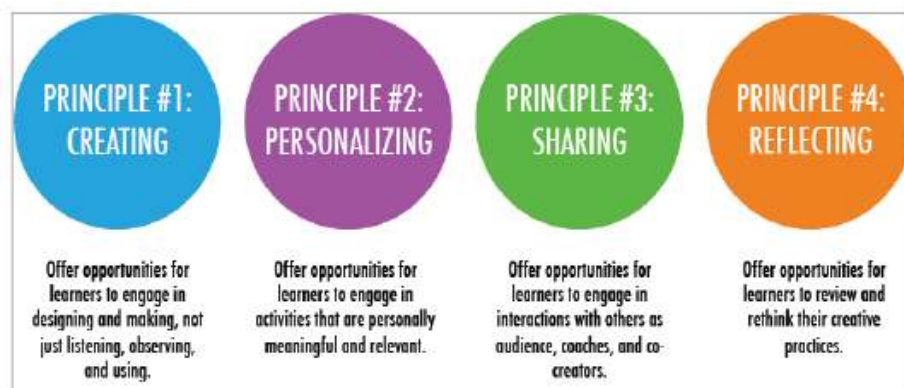 PRINCIPLE #1:
CREATING
PRINCIPLE #2:
PERSONALIZING
PRINCIPLE #3:
SHARING
PRINCIPLE #4:
REFLECTING
Offer opportunities for
learners to engage in
designing and making, not
just listening, observing,
and using.
Offer opportunities for
learners to engage in
activities that are personally
meaningful and relevant.
Offer opportunities for
learners to engage in
interactions with others as
audience, coaches, and co-
creators.
Offer opportunities for
learners to review and
rethink their creative
practices.